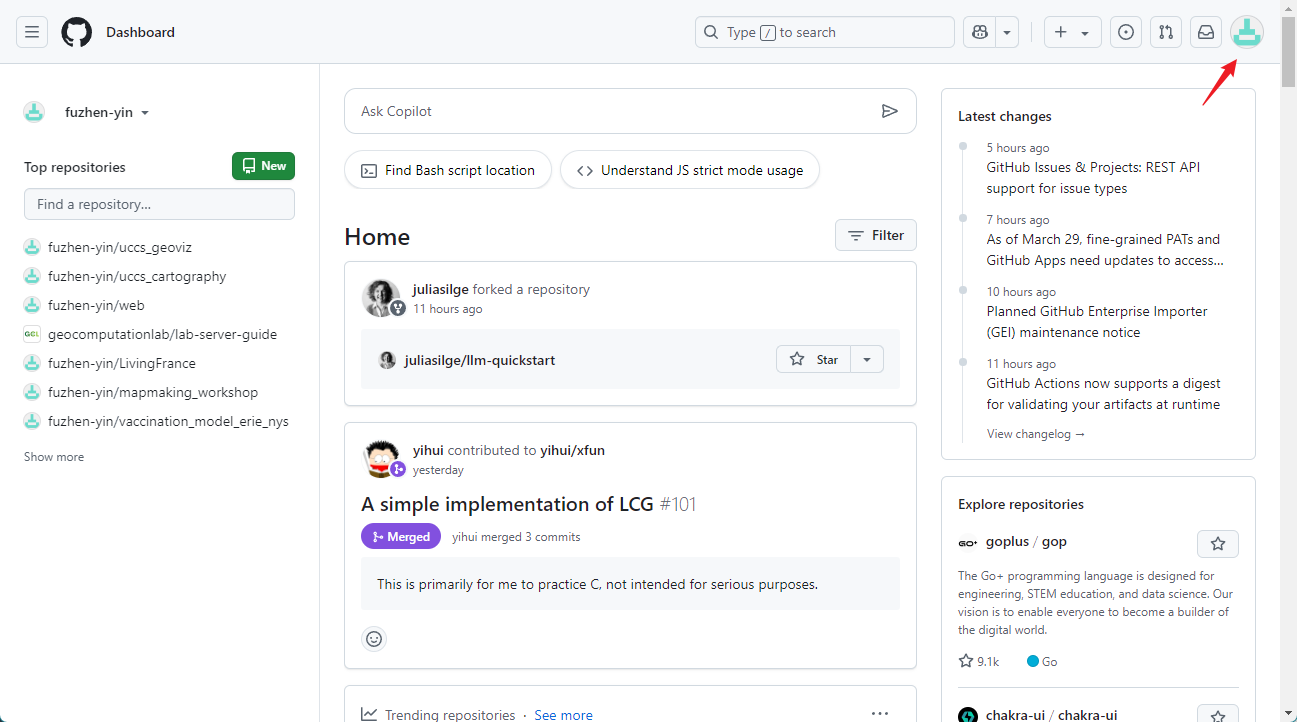 Dashboard
Type / to search
fuzhen-yin
Top repositories
New
Find a repository...
fuzhen-yin/uccs_geoviz
fuzhen-yin/uccs_cartography
fuzhen-yin/web
GCL
geocomputationlab/lab-server-guide
fuzhen-yin/LivingFrance
fuzhen-yin/mapmaking_workshop
fuzhen-yin/vaccination_model_erie_nys
Show more
Ask Copilot
Find Bash script location
Understand JS strict mode usage
Home
Filter
juliasilge forked a repository
11 hours ago
juliasilge/llm-quickstart
Star
yihui contributed to yihui/xfun
yesterday
A simple implementation of LCG #101
Merged
yihui merged 3 commits
This is primarily for me to practice C, not intended for serious purposes.
Trending repositories · See more
Latest changes
5 hours ago
GitHub Issues & Projects: REST API
support for issue types
7 hours ago
As of March 29, fine-grained PATs and
GitHub Apps need updates to access...
10 hours ago
Planned GitHub Enterprise Importer
(GEI) maintenance notice
11 hours ago
GitHub Actions now supports a digest
for validating your artifacts at runtime
View changelog →
Explore repositories
GO+
goplus / gop
The Go+ programming language is designed for
engineering, STEM education, and data science. Our
vision is to enable everyone to become a builder of
the digital world.
9.1k
Go
chakra-ui / chakra-ui